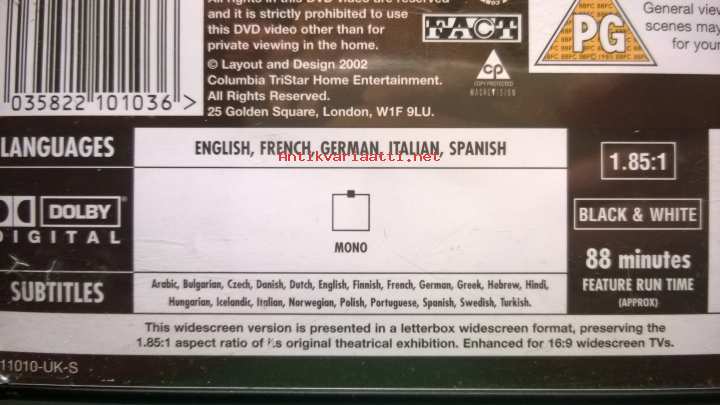 All rights in this DVD video are reserved
and it is strictly prohibited to use
this DVD video other than for
private viewing in the home.
© Layout and Design 2002
Columbia TriStar Home Entertainment.
All Rights Reserved.
25 Golden Square, London, W1F 9LU.
035822 101036 >
FACT
CP
COPY PROTECTED
MACROVISION
BBFC
PG
General view
scenes may
for your
LANGUAGES
ENGLISH, FRENCH, GERMAN, ITALIAN, SPANISH
Antikvariaatti.net
1.85:1
DOLBY
DIGITAL
MONO
BLACK & WHITE
88 minutes
FEATURE RUN TIME
(APPROX)
SUBTITLES
Arabic, Bulgarian, Czech, Danish, Dutch, English, Finnish, French, German, Greek, Hebrew, Hindi,
Hungarian, Icelandic, Italian, Norwegian, Polish, Portuguese, Spanish, Swedish, Turkish.
This widescreen version is presented in a letterbox widescreen format, preserving the
1.85:1 aspect ratio of its original theatrical exhibition. Enhanced for 16:9 widescreen TVs.
11010-UK-S